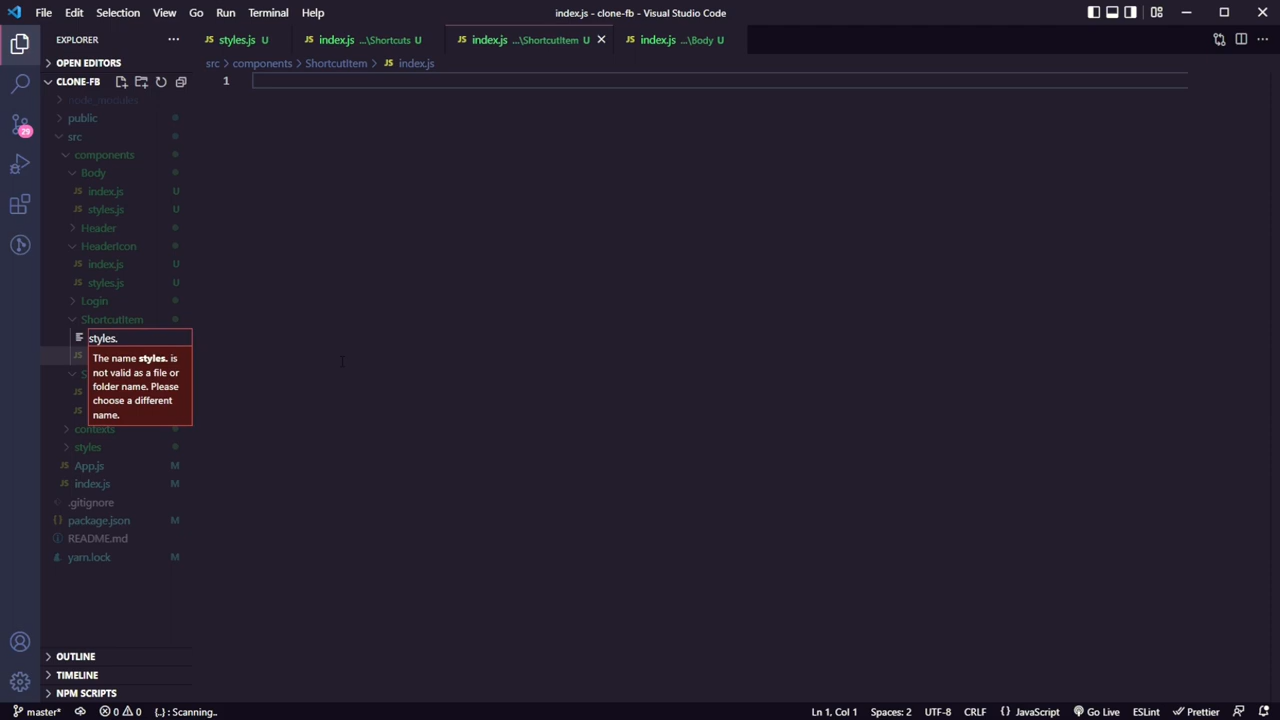 File Edit Selection View Go Run Terminal Help
index.js - clone-fb - Visual Studio Code
EXPLORER
styles.js U
index.js ...\Shortcuts U
index.js ...\ShortcutItem U
index.js ...\Body U
OPEN EDITORS
src components ShortcutItem index.js
CLONE-FB
1
node_modules
public
29
src
components
Body
index.js U
styles.js U
Header
HeaderIcon
index.js U
styles.js U
Login
ShortcutItem
styles.
The name styles. is
not valid as a file or
folder name. Please
choose a different
name.
contexts
styles
App.js M
index.js M
.gitignore
package.json M
README.md
yarn.lock M
OUTLINE
TIMELINE
NPM SCRIPTS
master* 0 0 {..} : Scanning.. Ln 1, Col 1 Spaces: 2 UTF-8 CRLF {} JavaScript Go Live ESLint Prettier